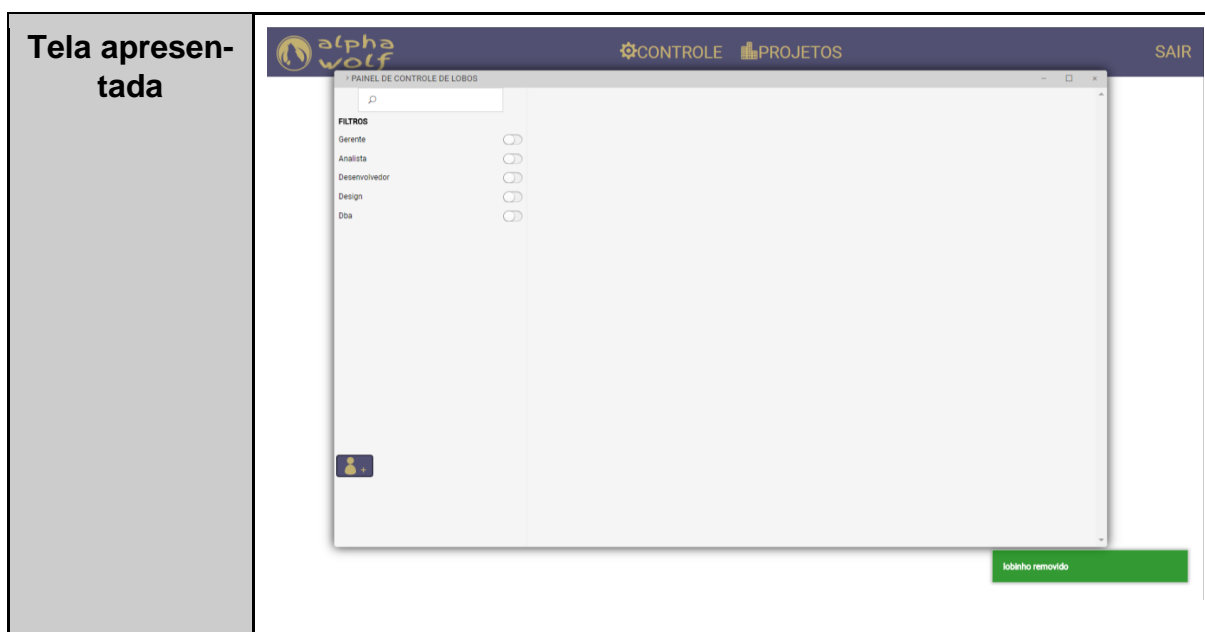 Tela apresen-
tada
alpha
wolf
CONTROLE PROJETOS
SAIR
> PAINEL DE CONTROLE DE LOBOS
FILTROS
Gerente
Analista
Desenvolvedor
Design
Dba
+
lobinho removido